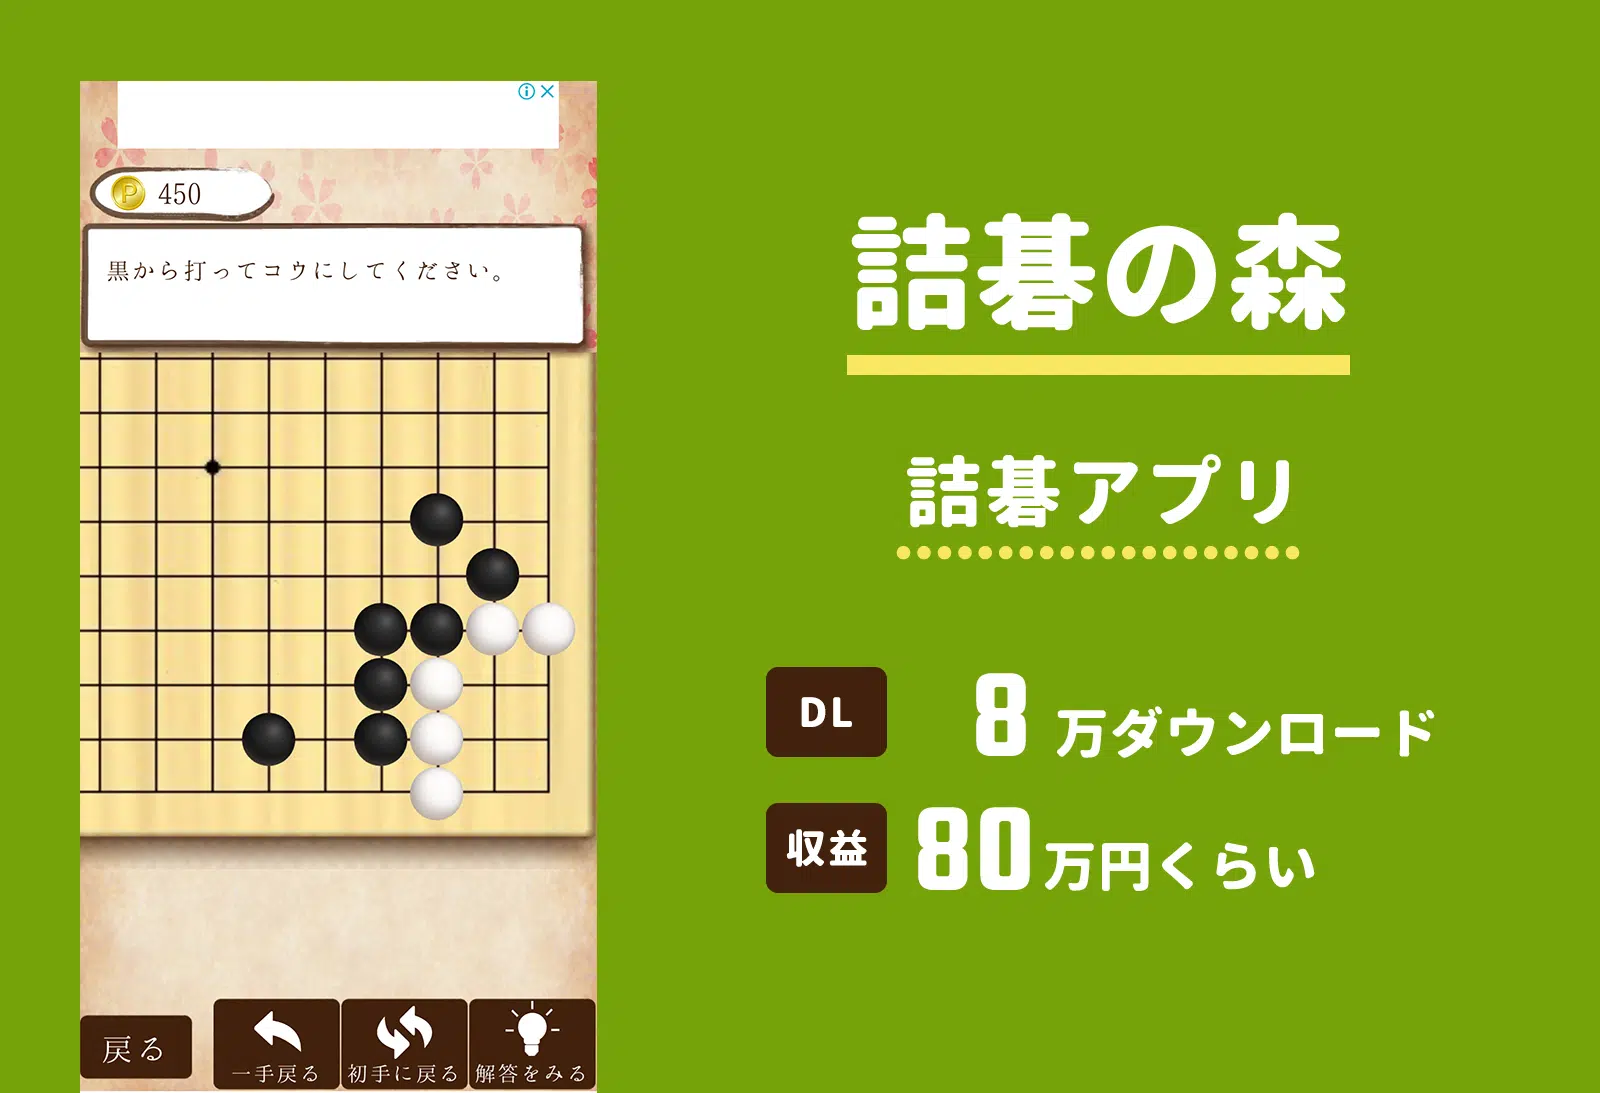 P 450
黒から打ってコウにしてください。
戻る
一手戻る
初手に戻る
解答をみる
詰碁の森
詰碁アプリ
DL 8万ダウンロード
収益 80万円くらい